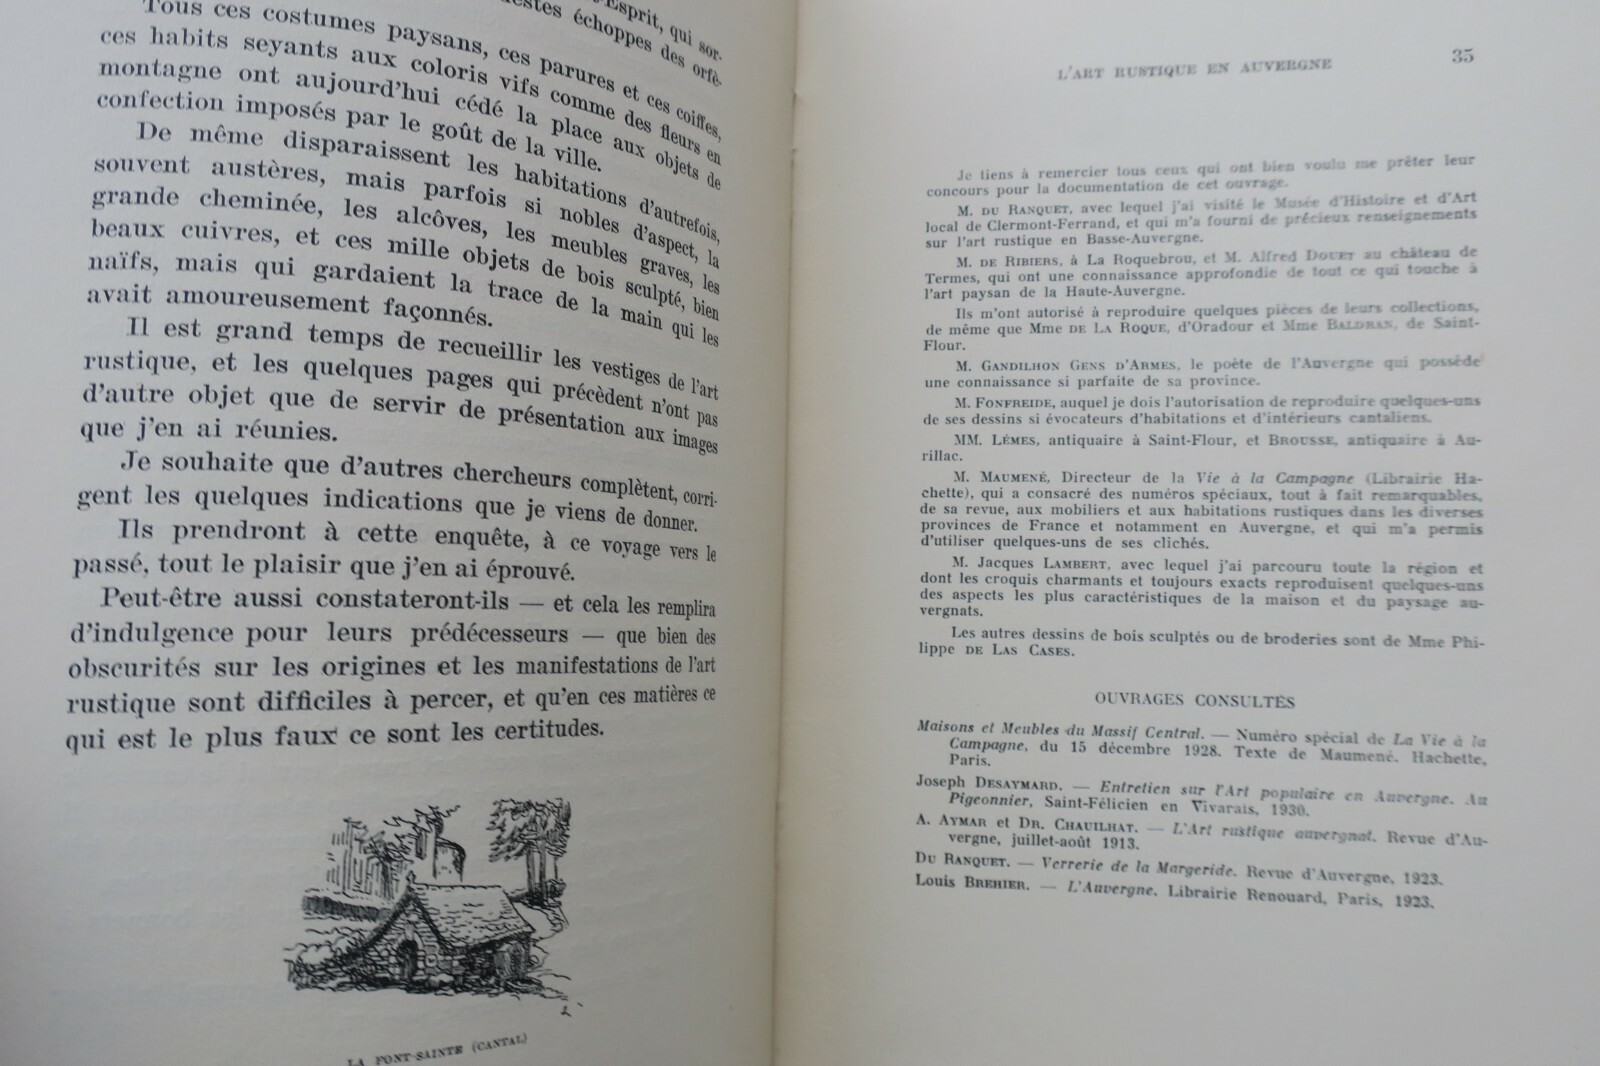 -Esprit, qui sor-
échoppes des orfè-
Tous ces costumes paysans, ces parures et ces coiffes,
ces habits seyants aux coloris vifs comme des fleurs en
montagne ont aujourd'hui cédé la place aux objets de
confection imposés par le goût de la ville.
De même disparaissent les habitations d'autrefois,
souvent austères, mais parfois si nobles d'aspect, la
grande cheminée, les alcôves, les meubles graves, les
beaux cuivres, et ces mille objets de bois sculpté, bien
naïfs, mais qui gardaient la trace de la main qui les
avait amoureusement façonnés.
Il est grand temps de recueillir les vestiges de l'art
rustique, et les quelques pages qui précèdent n'ont pas
d'autre objet que de servir de présentation aux images
que j'en ai réunies.
Je souhaite que d'autres chercheurs complètent, corri-
gent les quelques indications que je viens de donner.
Ils prendront à cette enquête, à ce voyage vers le
passé, tout le plaisir que j'en ai éprouvé.
Peut-être aussi constateront-ils — et cela les remplira
d'indulgence pour leurs prédécesseurs — que bien des
obscurités sur les origines et les manifestations de l'art
rustique sont difficiles à percer, et qu'en ces matières ce
qui est le plus faux ce sont les certitudes.
LA FONT-SAINTE (CANTAL)
L'ART RUSTIQUE EN AUVERGNE 35
Je tiens à remercier tous ceux qui ont bien voulu me prêter leur
concours pour la documentation de cet ouvrage.
M. DU RANQUET, avec lequel j'ai visité le Musée d'Histoire et d'Art
local de Clermont-Ferrand, et qui m'a fourni de précieux renseignements
sur l'art rustique en Basse-Auvergne.
M. DE RIBIERS, à La Roquebrou, et M. Alfred DOUET au château de
Termes, qui ont une connaissance approfondie de tout ce qui touche à
l'art paysan de la Haute-Auvergne.
Ils m'ont autorisé à reproduire quelques pièces de leurs collections,
de même que Mme DE LA ROQUE, d'Oradour et Mme BALDRAN, de Saint-
Flour.
M. GANDILHON GENS D'ARMES, le poète de l'Auvergne qui possède
une connaissance si parfaite de sa province.
M. FONFREIDE, auquel je dois l'autorisation de reproduire quelques-uns
de ses dessins si évocateurs d'habitations et d'intérieurs cantaliens.
MM. LÉMES, antiquaire à Saint-Flour, et BROUSSE, antiquaire à Au-
rillac.
M. MAUMENÉ, Directeur de la Vie à la Campagne (Librairie Ha-
chette), qui a consacré des numéros spéciaux, tout à fait remarquables,
de sa revue, aux mobiliers et aux habitations rustiques dans les diverses
provinces de France et notamment en Auvergne, et qui m'a permis
d'utiliser quelques-uns de ses clichés.
M. Jacques LAMBERT, avec lequel j'ai parcouru toute la région et
dont les croquis charmants et toujours exacts reproduisent quelques-uns
des aspects les plus caractéristiques de la maison et du paysage au-
vergnats.
Les autres dessins de bois sculptés ou de broderies sont de Mme Phi-
lippe DE LAS CASES.
OUVRAGES CONSULTÉS
Maisons et Meubles du Massif Central. — Numéro spécial de La Vie à la
Campagne, du 15 décembre 1928. Texte de Maumené. Hachette,
Paris.
Joseph DESAYMARD. — Entretien sur l'Art populaire en Auvergne. Au
Pigeonnier, Saint-Félicien en Vivarais, 1930.
A. AYMAR et DR. CHAUILHAT. — L'Art rustique auvergnat. Revue d'Au-
vergne, juillet-août 1913.
DU RANQUET. — Verrerie de la Margeride. Revue d'Auvergne, 1923.
Louis BREHIER. — L'Auvergne. Librairie Renouard, Paris, 1923.